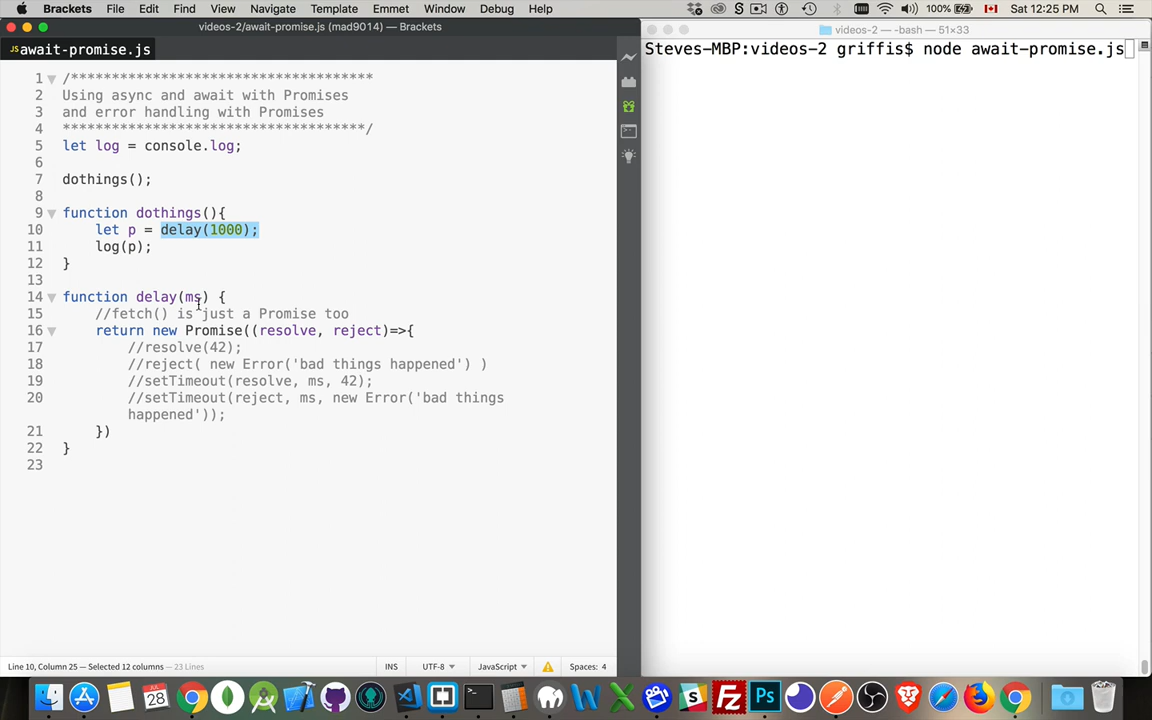 Brackets File Edit View Navigate Template Emmet Window Debug Help 100% Sat 12:25 PM
videos-2/await-promise.js (mad9014) — Brackets
videos-2 — -bash — 51×33
JS await-promise.js
Steves-MBP:videos-2 griffis$ node await-promise.js
1 /*************************************
2 Using async and await with Promises
3 and error handling with Promises
4 *************************************/
5 let log = console.log;
6
7 dothings();
8
9 function dothings(){
10 let p = delay(1000);
11 log(p);
12 }
13
14 function delay(ms) {
15 //fetch() is just a Promise too
16 return new Promise((resolve, reject)=>{
17 //resolve(42);
18 //reject( new Error('bad things happened') )
19 //setTimeout(resolve, ms, 42);
20 //setTimeout(reject, ms, new Error('bad things
happened'));
21 })
22 }
23
Line 10, Column 25 — Selected 12 columns — 23 Lines INS UTF-8 JavaScript Spaces: 4
JUL
28